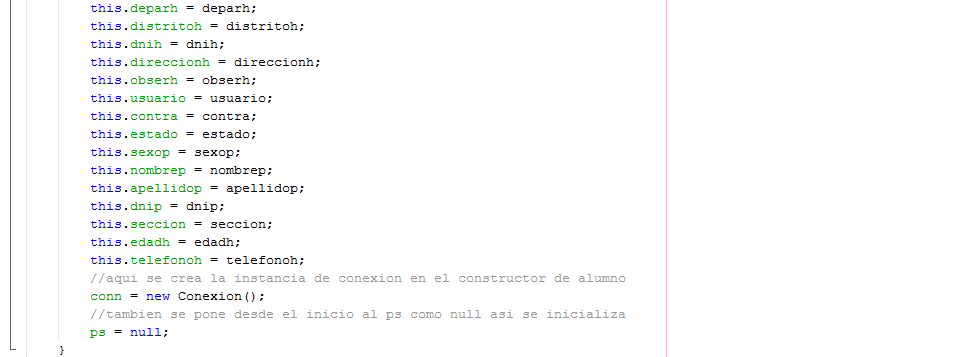 this.deparh = deparh;
this.distritoh = distritoh;
this.dnih = dnih;
this.direccionh = direccionh;
this.obserh = obserh;
this.usuario = usuario;
this.contra = contra;
this.estado = estado;
this.sexop = sexop;
this.nombrep = nombrep;
this.apellidop = apellidop;
this.dnip = dnip;
this.seccion = seccion;
this.edadh = edadh;
this.telefonoh = telefonoh;
//aqui se crea la instancia de conexion en el constructor de alumno
conn = new Conexion();
//tambien se pone desde el inicio al ps como null asi se inicializa
ps = null;
}